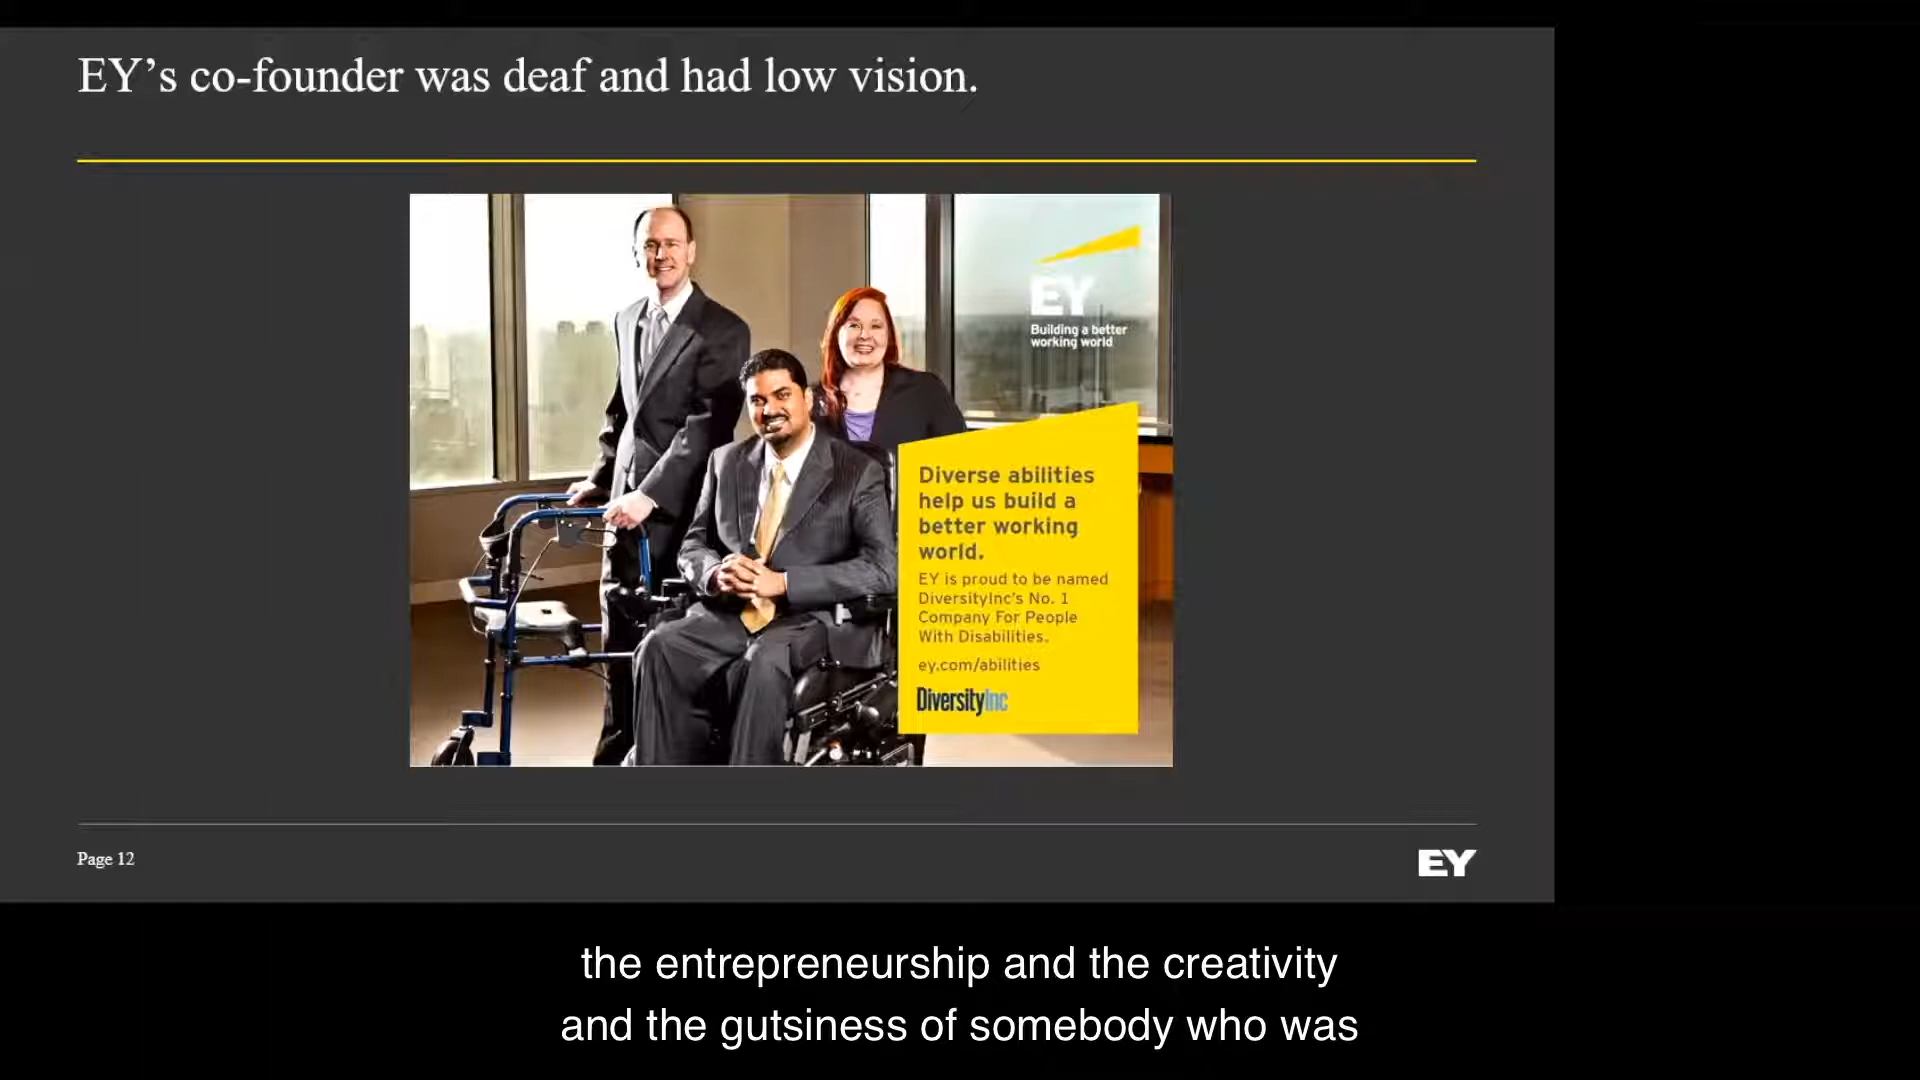 EY’s co-founder was deaf and had low vision.
EY
Building a better
working world
Diverse abilities
help us build a
better working
world.
EY is proud to be named
DiversityInc's No. 1
Company For People
With Disabilities.
ey.com/abilities
DiversityInc
Page 12
EY
the entrepreneurship and the creativity
and the gutsiness of somebody who was